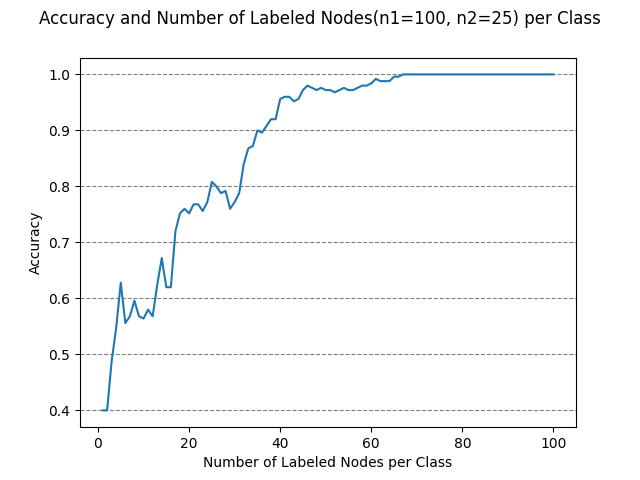 Accuracy and Number of Labeled Nodes(n1=100, n2=25) per Class
1.0
0.9
0.8
0.7
0.6
0.5
0.4
Accuracy
0 20 40 60 80 100
Number of Labeled Nodes per Class